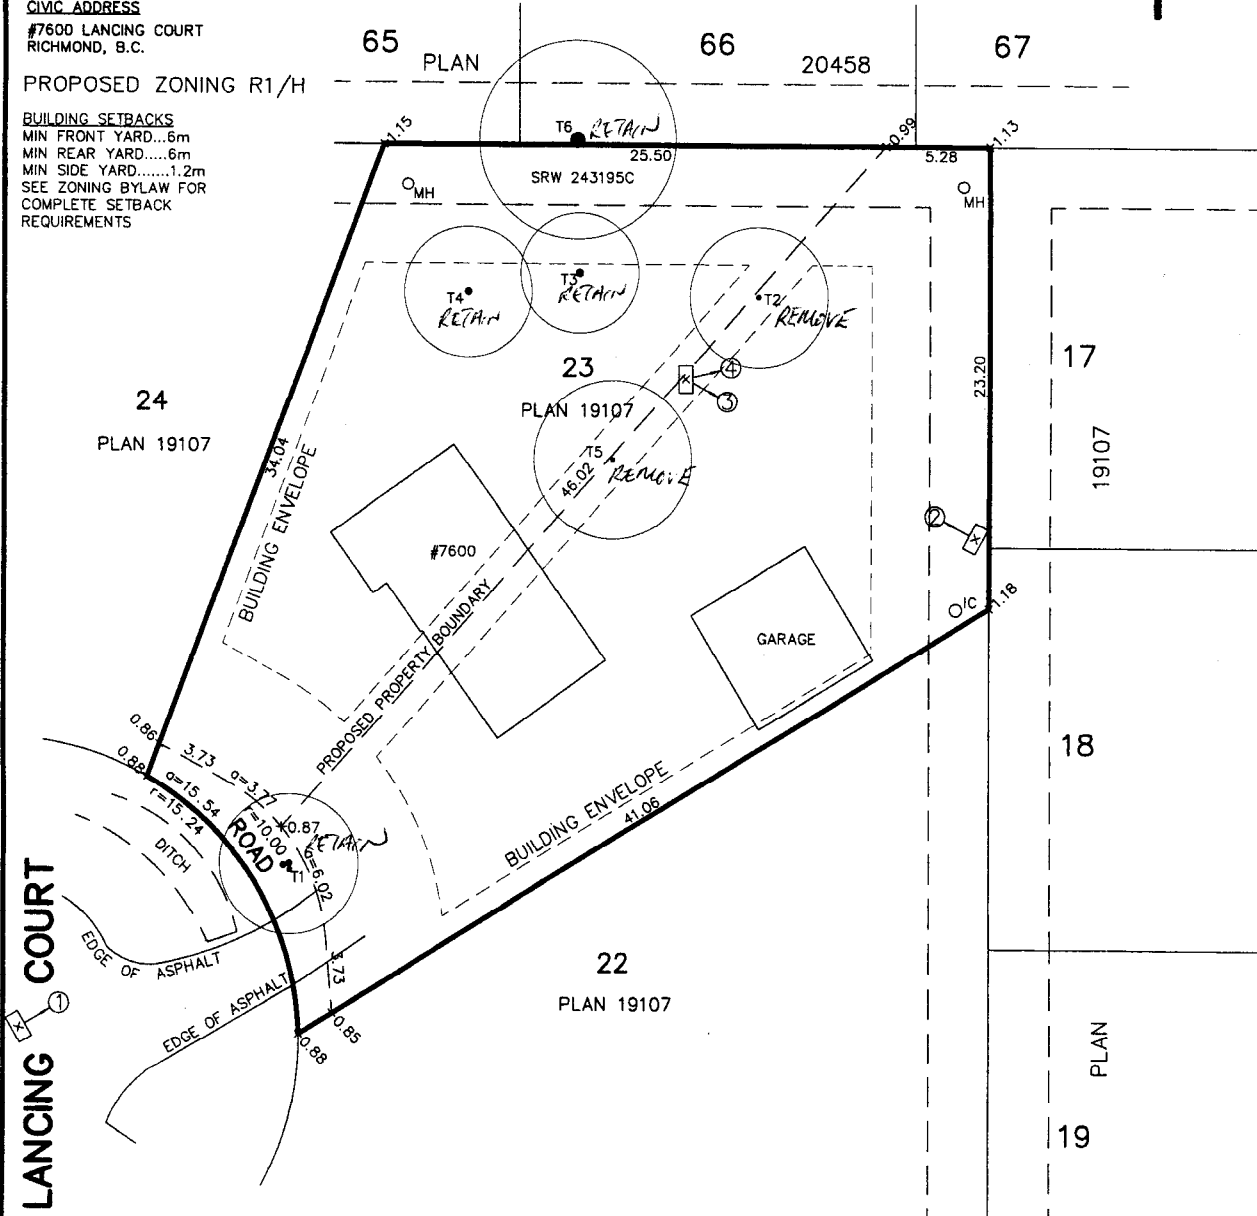 CIVIC ADDRESS
#7600 LANCING COURT
RICHMOND, B.C.
PROPOSED ZONING R1/H
BUILDING SETBACKS
MIN FRONT YARD...6m
MIN REAR YARD.....6m
MIN SIDE YARD.......1.2m
SEE ZONING BYLAW FOR
COMPLETE SETBACK
REQUIREMENTS
65
PLAN
66
20458
67
1.15
T6 RETAIN
25.50
0.99
5.28
1.13
SRW 243195C
MH
MH
T4
RETAIN
T3
RETAIN
T2
REMOVE
23
PLAN 19107
4
3
24
PLAN 19107
34.04
BUILDING ENVELOPE
T5
REMOVE
46.02
23.20
17
19107
2
#7600
PROPOSED PROPERTY BOUNDARY
GARAGE
IC
1.18
18
0.86
0.88
3.73
a=3.77
a=15.54
r=15.24
r=10.00
0.87
RETAIN
T1
a=6.02
ROAD
DITCH
BUILDING ENVELOPE
41.06
EDGE OF ASPHALT
EDGE OF ASPHALT
3.73
0.85
0.88
22
PLAN 19107
1
LANCING COURT
PLAN
19